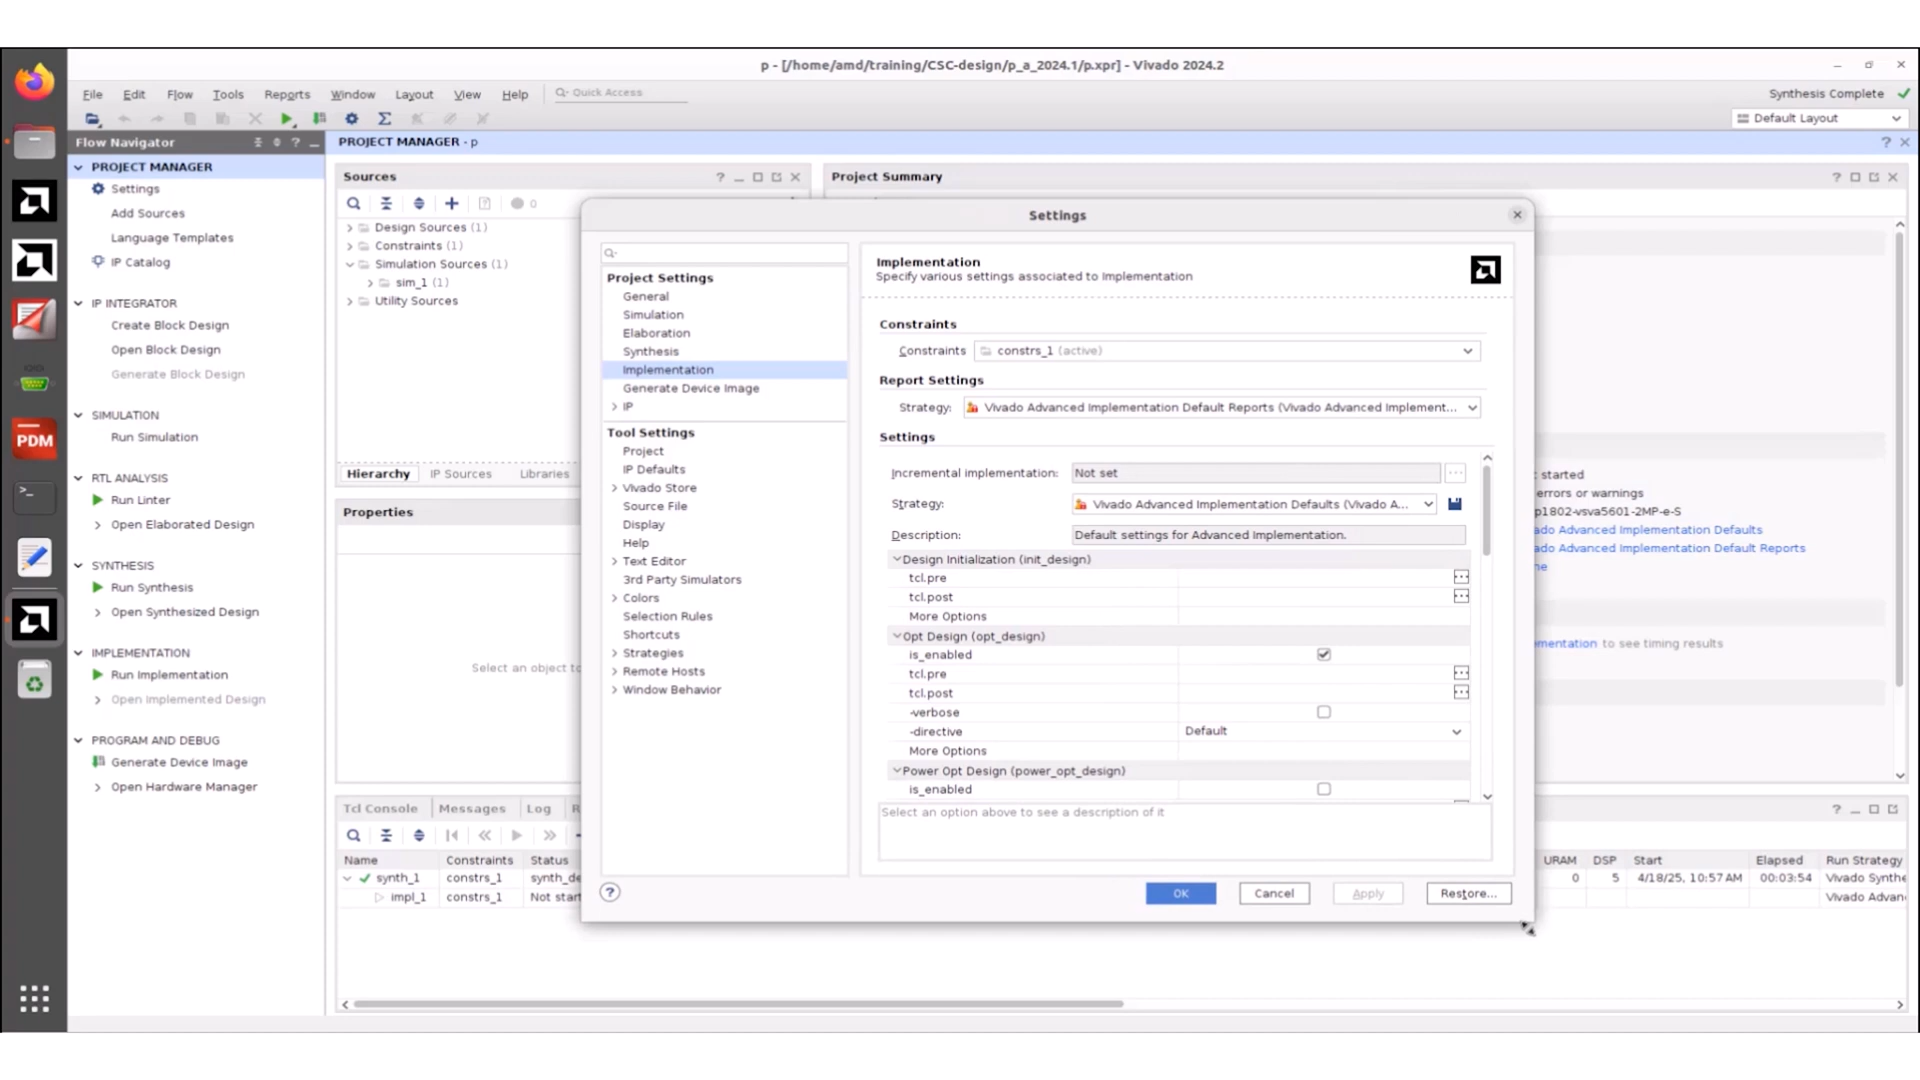 p - [/home/amd/training/CSC-design/p_a_2024.1/p.xpr] - Vivado 2024.2
File Edit Flow Tools Reports Window Layout View Help Quick Access
Synthesis Complete
Default Layout
Flow Navigator
PROJECT MANAGER - p
PROJECT MANAGER
Settings
Add Sources
Language Templates
IP Catalog
IP INTEGRATOR
Create Block Design
Open Block Design
Generate Block Design
SIMULATION
Run Simulation
RTL ANALYSIS
Run Linter
Open Elaborated Design
SYNTHESIS
Run Synthesis
Open Synthesized Design
IMPLEMENTATION
Run Implementation
Open Implemented Design
PROGRAM AND DEBUG
Generate Device Image
Open Hardware Manager
PDM
Sources
0
Design Sources (1)
Constraints (1)
Simulation Sources (1)
sim_1 (1)
Utility Sources
Hierarchy IP Sources Libraries
Properties
Select an object to
Project Summary
Settings
Project Settings
General
Simulation
Elaboration
Synthesis
Implementation
Generate Device Image
IP
Tool Settings
Project
IP Defaults
Vivado Store
Source File
Display
Help
Text Editor
3rd Party Simulators
Colors
Selection Rules
Shortcuts
Strategies
Remote Hosts
Window Behavior
Implementation
Specify various settings associated to Implementation
Constraints
Constraints constrs_1 (active)
Report Settings
Strategy: Vivado Advanced Implementation Default Reports (Vivado Advanced Implement...
Settings
Incremental implementation: Not set
Strategy: Vivado Advanced Implementation Defaults (Vivado A...
Description: Default settings for Advanced Implementation.
Design Initialization (init_design)
tcl.pre
tcl.post
More Options
Opt Design (opt_design)
is_enabled
tcl.pre
tcl.post
-verbose
-directive Default
More Options
Power Opt Design (power_opt_design)
is_enabled
Select an option above to see a description of it
OK Cancel Apply Restore...
t started
errors or warnings
p1802-vsva5601-2MP-e-S
ado Advanced Implementation Defaults
ado Advanced Implementation Default Reports
ne
mentation to see timing results
Tcl Console Messages Log R
Name Constraints Status URAM DSP Start Elapsed Run Strategy
synth_1 constrs_1 synth_de 0 5 4/18/25, 10:57 AM 00:03:54 Vivado Synthe
impl_1 constrs_1 Not start Vivado Advan